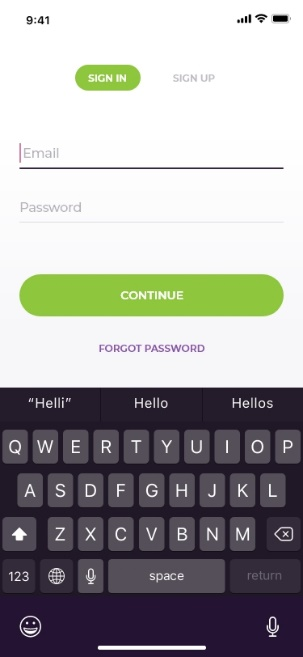 9:41
SIGN IN SIGN UP
Email
Password
CONTINUE
FORGOT PASSWORD
“Helli” Hello Hellos
Q W E R T Y U I O P
A S D F G H J K L
Z X C V B N M
123 space return